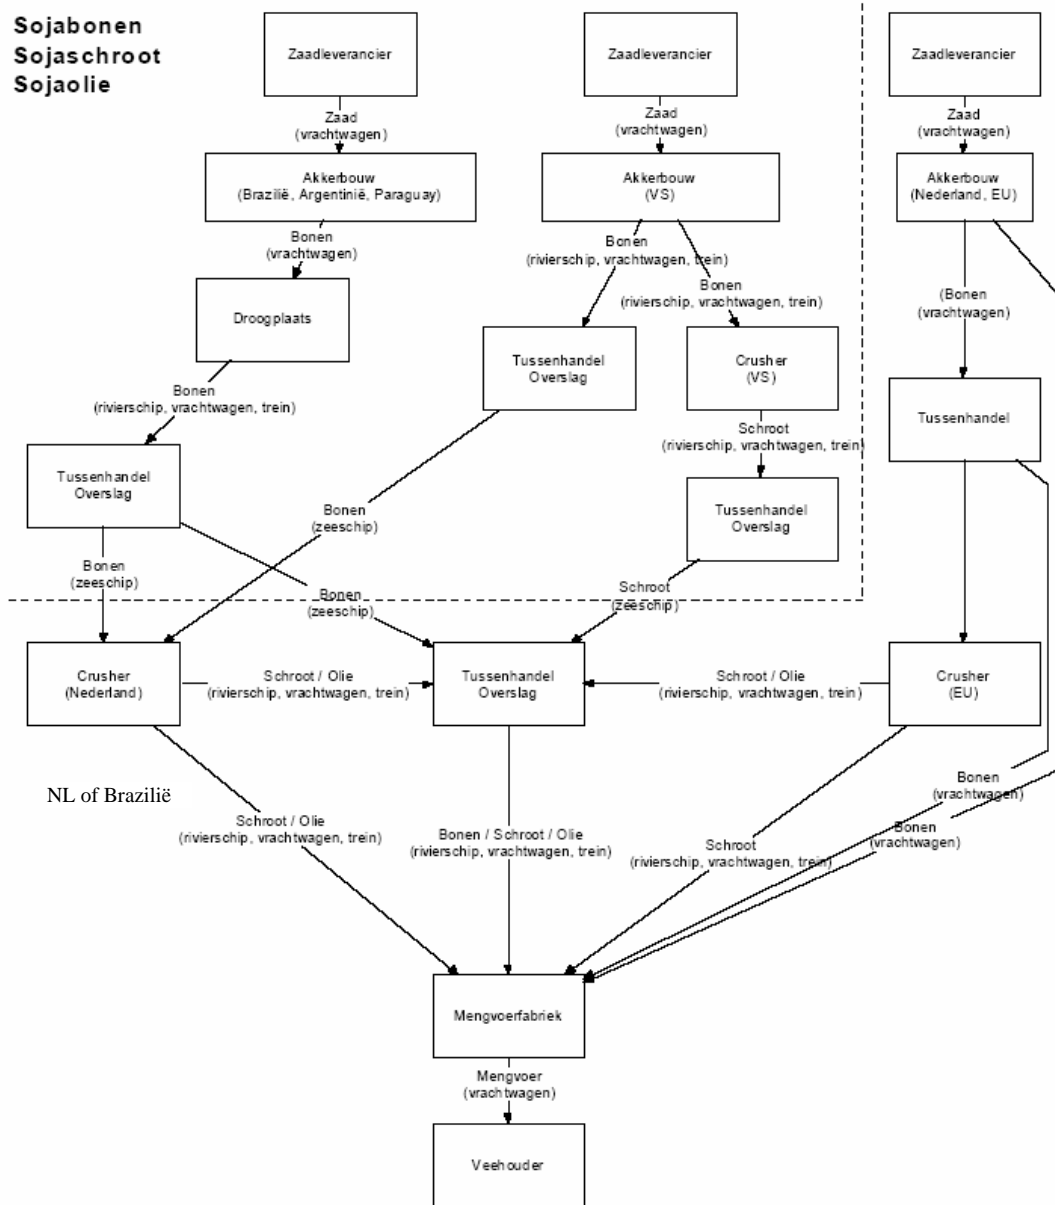 Sojabonen
Sojaschroot
Sojaolie
Zaadleverancier
Zaadleverancier
Zaadleverancier
Zaad
(vrachtwagen)
Zaad
(vrachtwagen)
Zaad
(vrachtwagen)
Akkerbouw
(Brazilië, Argentinië, Paraguay)
Akkerbouw
(VS)
Akkerbouw
(Nederland, EU)
Bonen
(vrachtwagen)
Bonen
(rivierschip, vrachtwagen, trein)
Bonen
(rivierschip, vrachtwagen, trein)
(Bonen
(vrachtwagen)
Droogplaats
Tussenhandel
Overslag
Crusher
(VS)
Tussenhandel
Bonen
(rivierschip, vrachtwagen, trein)
Schroot
(rivierschip, vrachtwagen, trein)
Tussenhandel
Overslag
Tussenhandel
Overslag
Bonen
(zeeschip)
Bonen
(zeeschip)
Bonen
(zeeschip)
Schroot
(zeeschip)
Crusher
(Nederland)
Schroot / Olie
(rivierschip, vrachtwagen, trein)
Tussenhandel
Overslag
Schroot / Olie
(rivierschip, vrachtwagen, trein)
Crusher
(EU)
NL of Brazilië
Schroot / Olie
(rivierschip, vrachtwagen, trein)
Bonen / Schroot / Olie
(rivierschip, vrachtwagen, trein)
Schroot
(rivierschip, vrachtwagen, trein)
Bonen
(vrachtwagen)
Bonen
(vrachtwagen)
Mengvoerfabriek
Mengvoer
(vrachtwagen)
Veehouder